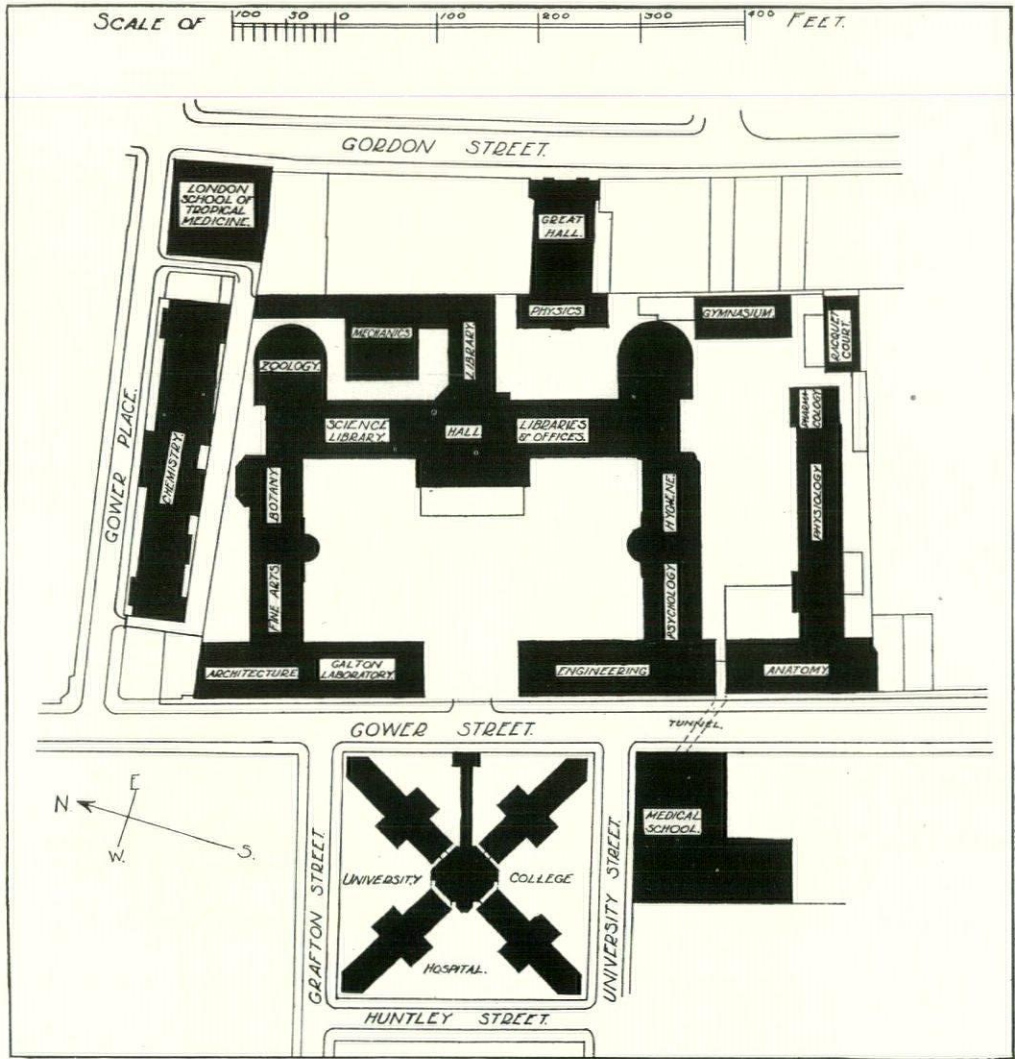 SCALE OF 100 50 0 100 200 300 400 FEET.
GORDON STREET.
LONDON
SCHOOL OF
TROPICAL
MEDICINE.
GREAT
HALL.
PHYSICS
GYMNASIUM.
RACQUET
COURT.
MECHANICS
LIBRARY
ZOOLOGY.
PHARMA-
COLOGY
SCIENCE
LIBRARY.
HALL
LIBRARIES
& OFFICES.
GOWER PLACE.
CHEMISTRY.
BOTANY
HYGIENE
PHYSIOLOGY
FINE ARTS
PSYCHOLOGY
ARCHITECTURE
GALTON
LABORATORY
ENGINEERING
ANATOMY
GOWER STREET.
TUNNEL.
N.
E
W.
S.
MEDICAL
SCHOOL.
GRAFTON STREET.
UNIVERSITY COLLEGE
HOSPITAL.
UNIVERSITY STREET.
HUNTLEY STREET.